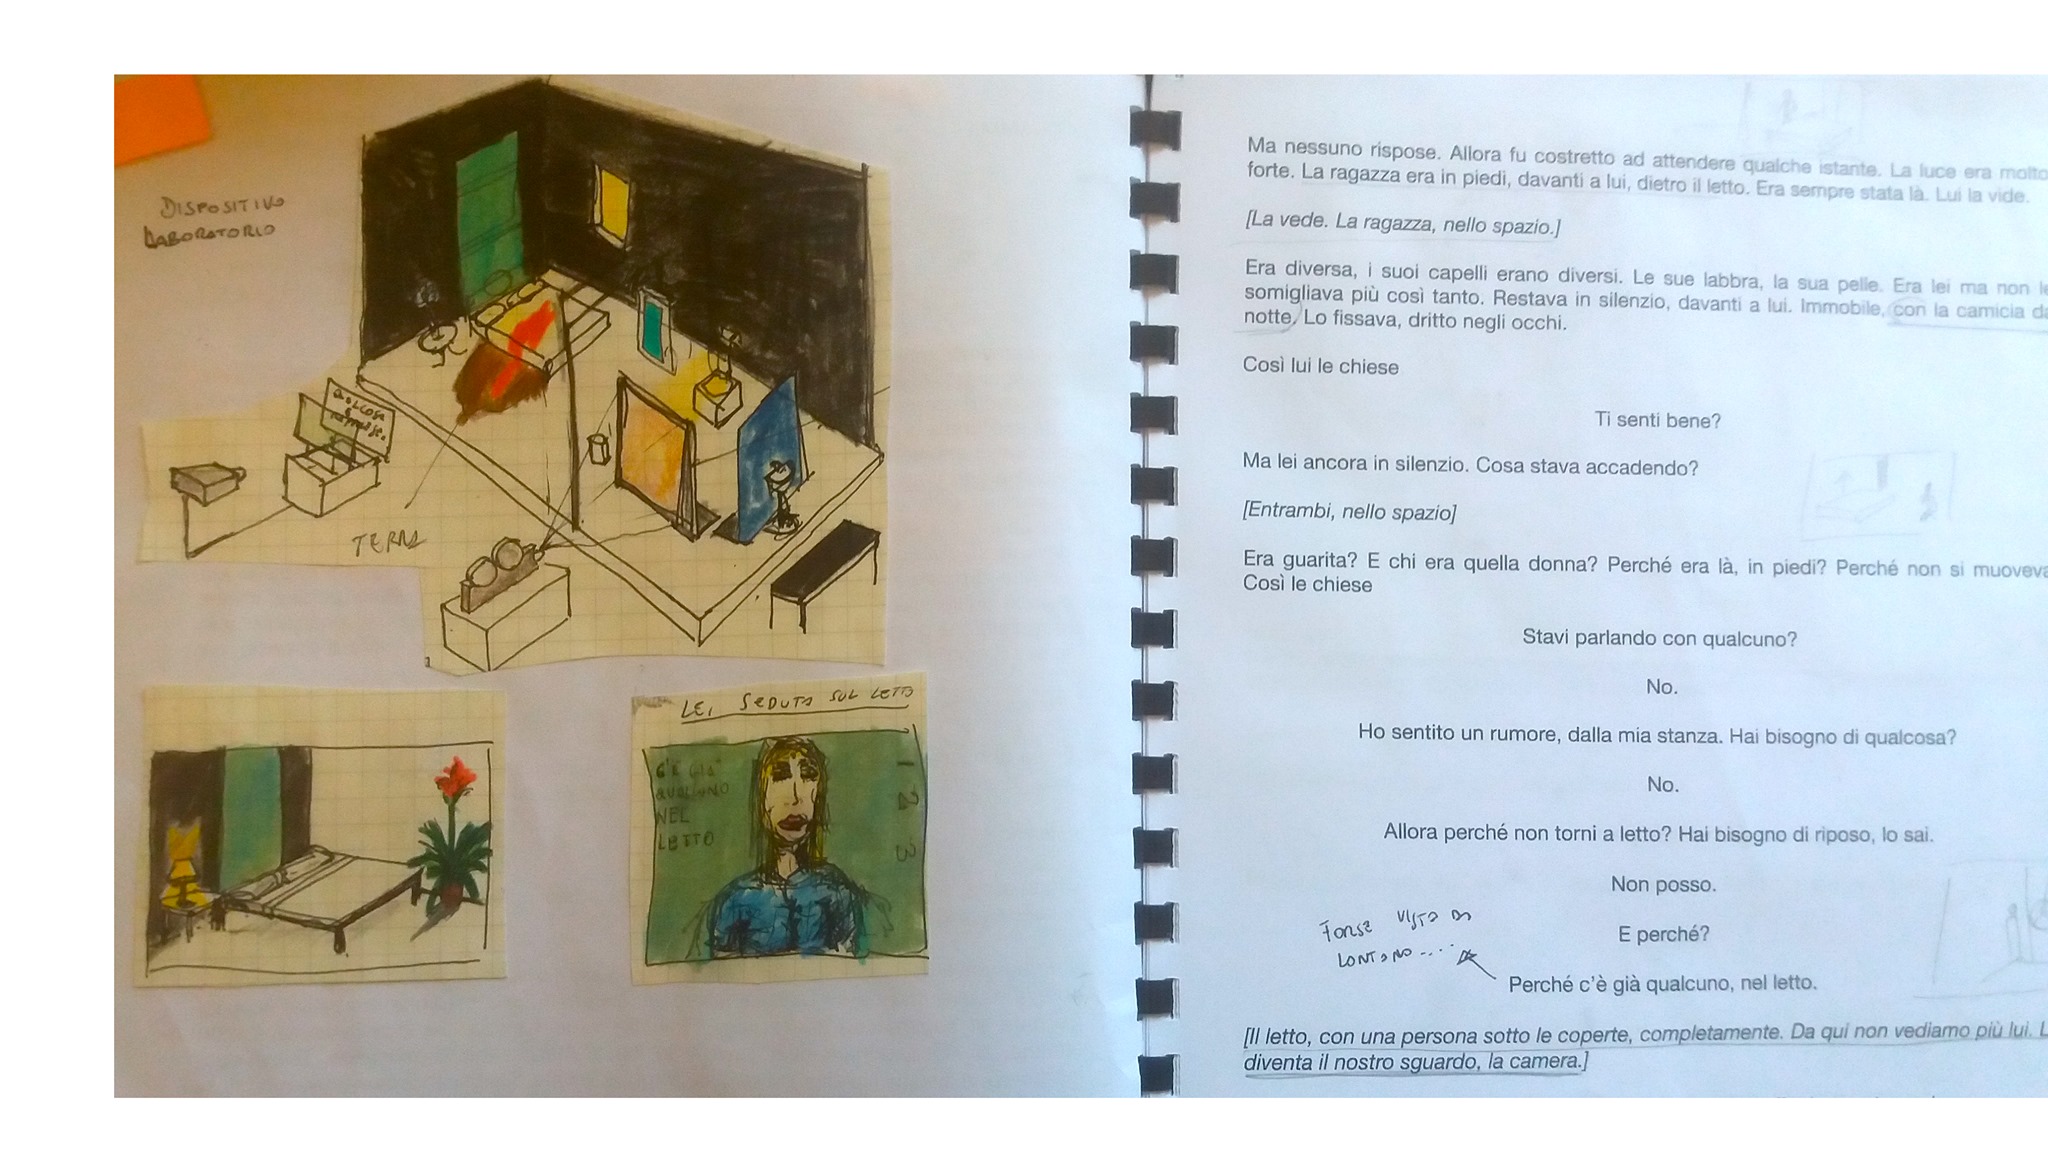 DISPOSITIVO
LABORATORIO
QUALCOSA
TERRA
LEI SEDUTA SUL LETTO
C'È GIÀ
QUALCUNO
NEL
LETTO
1
2
3
Ma nessuno rispose. Allora fu costretto ad attendere qualche istante. La luce era molto
forte. La ragazza era in piedi, davanti a lui, dietro il letto. Era sempre stata là. Lui la vide.
[La vede. La ragazza, nello spazio.]
Era diversa, i suoi capelli erano diversi. Le sue labbra, la sua pelle. Era lei ma non le
somigliava più così tanto. Restava in silenzio, davanti a lui. Immobile, con la camicia da
notte. Lo fissava, dritto negli occhi.
Così lui le chiese
Ti senti bene?
Ma lei ancora in silenzio. Cosa stava accadendo?
[Entrambi, nello spazio]
Era guarita? E chi era quella donna? Perché era là, in piedi? Perché non si muoveva
Così le chiese
Stavi parlando con qualcuno?
No.
Ho sentito un rumore, dalla mia stanza. Hai bisogno di qualcosa?
No.
Allora perché non torni a letto? Hai bisogno di riposo, lo sai.
Non posso.
E perché?
FORSE VISTO DA
LONTANO....
Perché c'è già qualcuno, nel letto.
[Il letto, con una persona sotto le coperte, completamente. Da qui non vediamo più lui. L
diventa il nostro sguardo, la camera.]